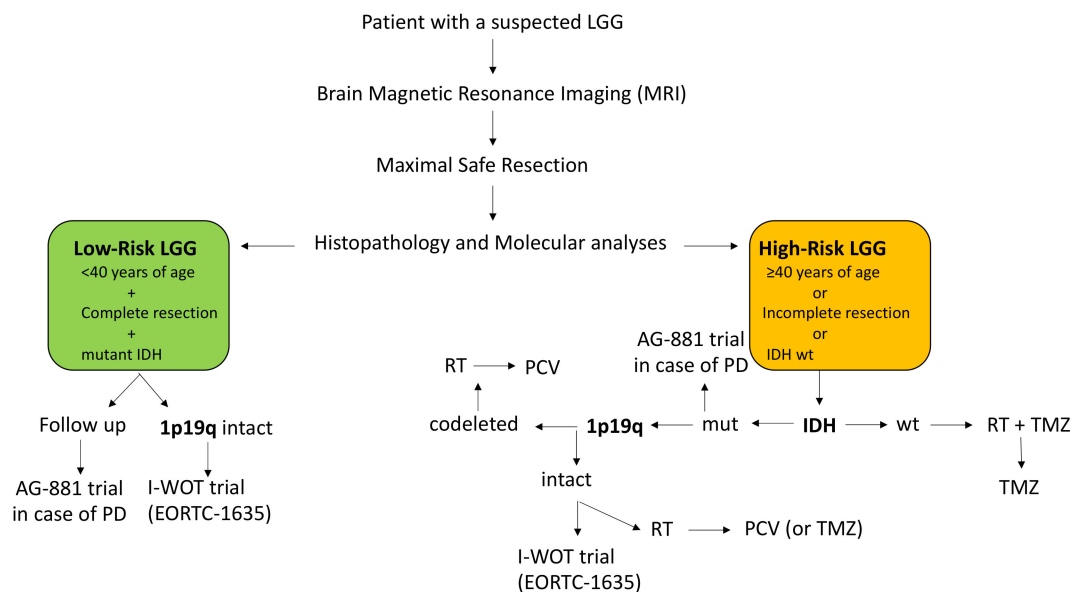 Patient with a suspected LGG
Brain Magnetic Resonance Imaging (MRI)
Maximal Safe Resection
Histopathology and Molecular analyses
Low-Risk LGG
<40 years of age
+
Complete resection
+
mutant IDH
Follow up
1p19q intact
AG-881 trial
in case of PD
I-WOT trial
(EORTC-1635)
High-Risk LGG
≥40 years of age
or
Incomplete resection
or
IDH wt
AG-881 trial
in case of PD
RT
PCV
codeleted
1p19q
mut
IDH
wt
RT + TMZ
TMZ
intact
RT
PCV (or TMZ)
I-WOT trial
(EORTC-1635)